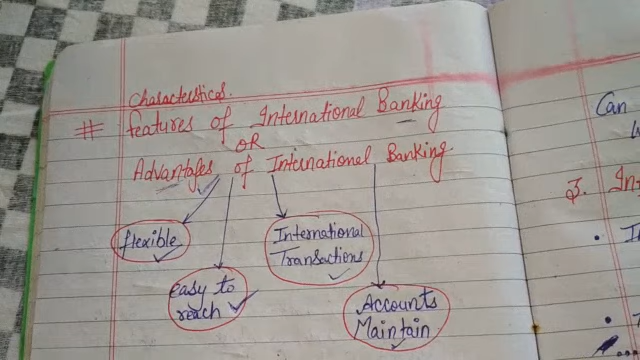 Characteristics.
# features of International Banking
OR
Advantages of International Banking
flexible
easy to
reach
International
Transactions
Accounts
Maintain
Can
3. In